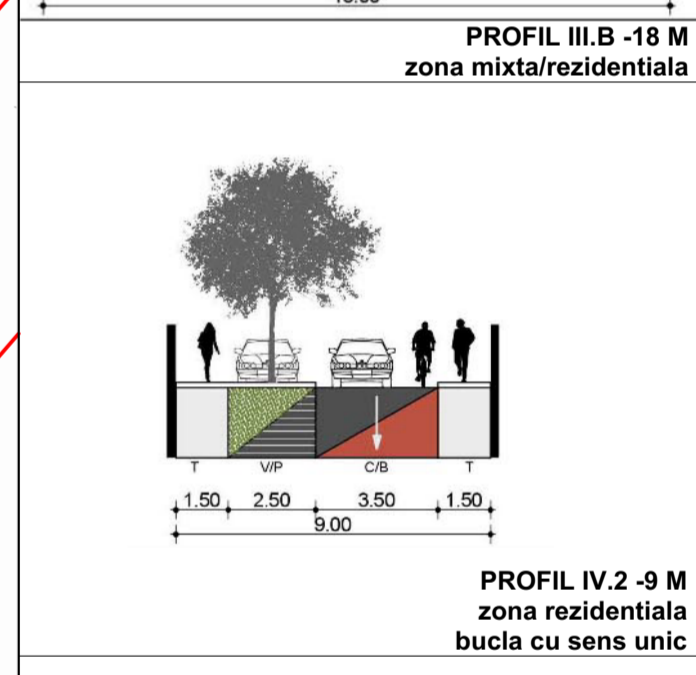 PROFIL III.B -18 M
zona mixta/rezidentiala
T V/P C/B T
1.50 2.50 3.50 1.50
9.00
PROFIL IV.2 -9 M
zona rezidentiala
bucla cu sens unic